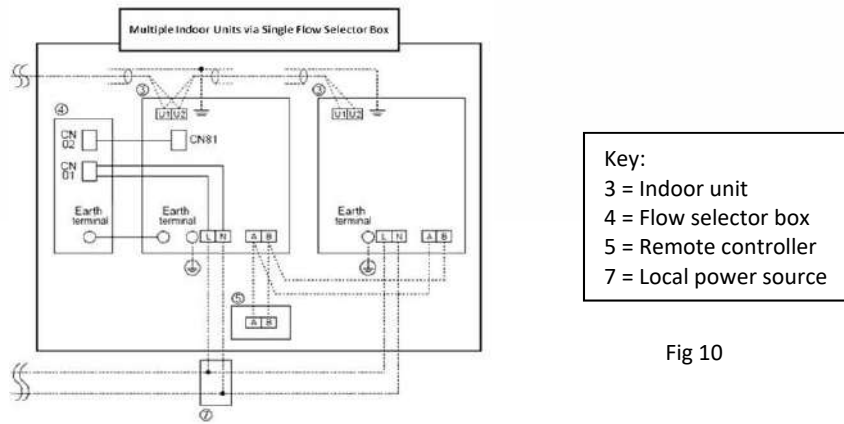 Multiple Indoor Units via Single Flow Selector Box
③ ③
U1 U2 U1 U2
④
CN
02
CN81
CN
01
Earth
terminal
Earth
terminal
Earth
terminal
L N A B L N A B
⑤
A B
⑦
Key:
3 = Indoor unit
4 = Flow selector box
5 = Remote controller
7 = Local power source
Fig 10